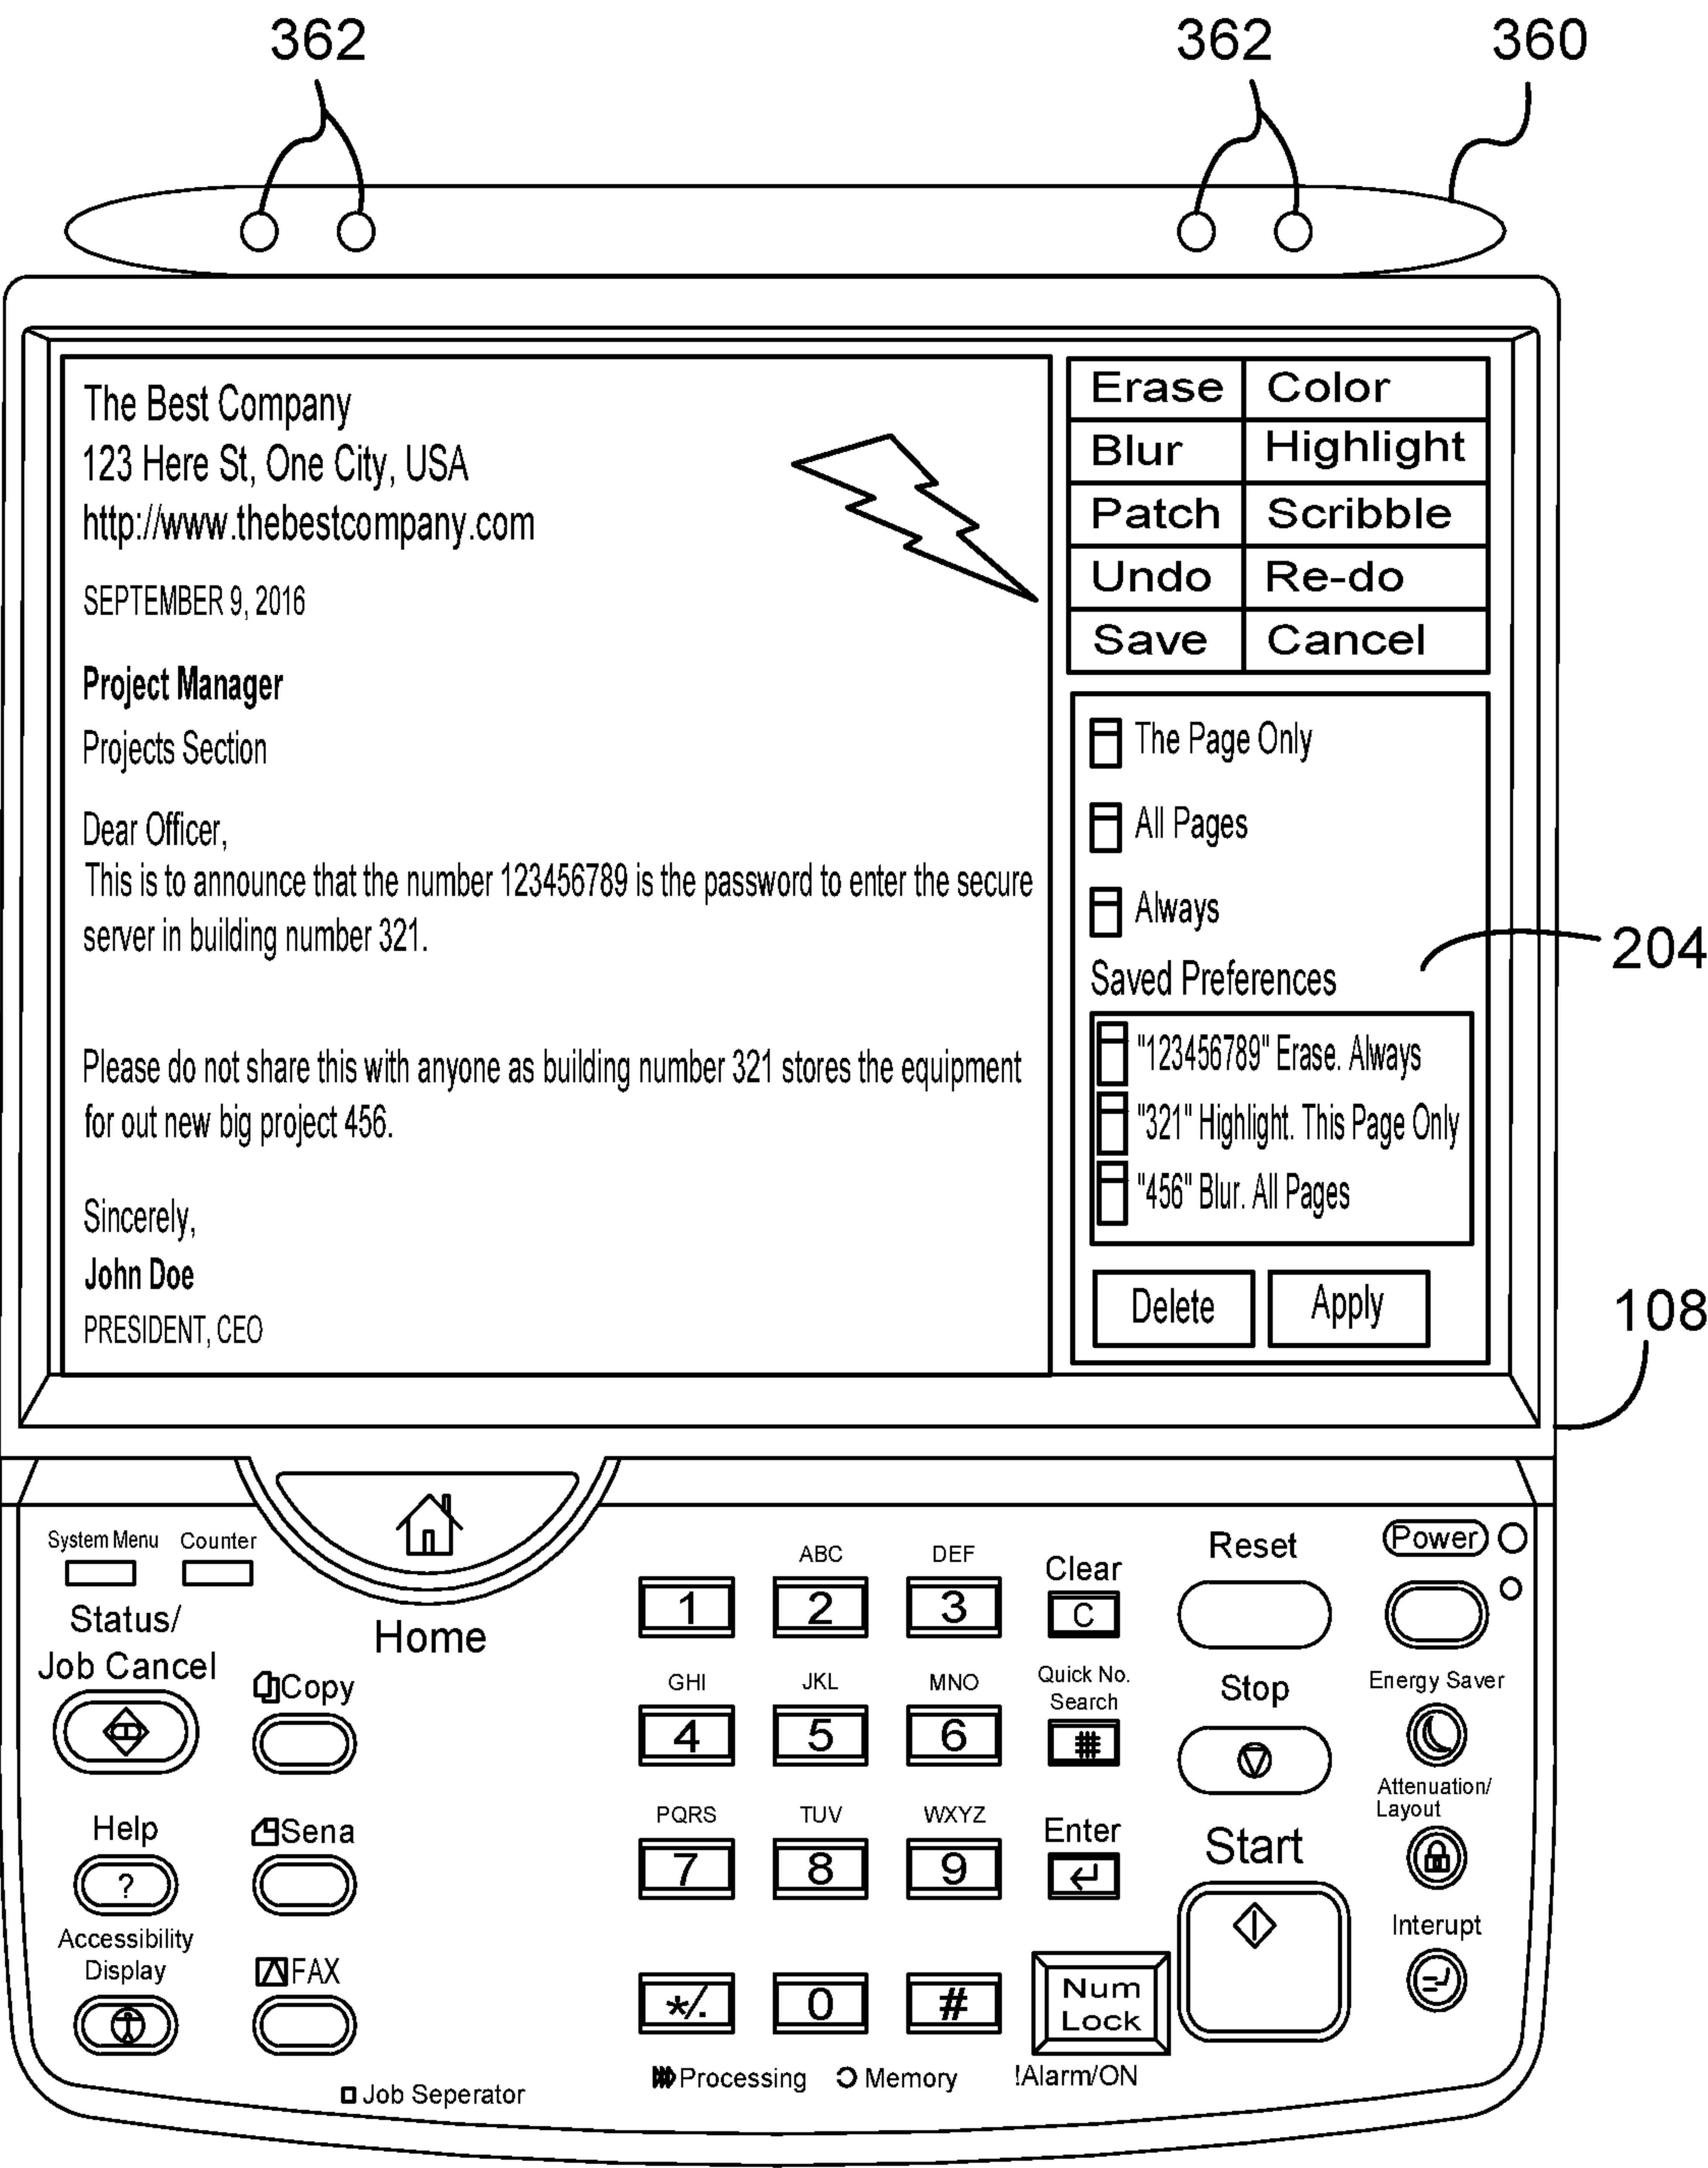 362 362 360
The Best Company
123 Here St, One City, USA
http://www.thebestcompany.com
SEPTEMBER 9, 2016
Project Manager
Projects Section
Dear Officer,
This is to announce that the number 123456789 is the password to enter the secure
server in building number 321.
Please do not share this with anyone as building number 321 stores the equipment
for out new big project 456.
Sincerely,
John Doe
PRESIDENT, CEO
Erase Color
Blur Highlight
Patch Scribble
Undo Re-do
Save Cancel
The Page Only
All Pages
Always
204
Saved Preferences
"123456789" Erase. Always
"321" Highlight. This Page Only
"456" Blur. All Pages
Delete Apply
108
System Menu Counter
Status/
Job Cancel
Home
Copy
Help
?
Sena
Accessibility
Display
FAX
Job Seperator
ABC DEF
1 2 3
GHI JKL MNO
4 5 6
PQRS TUV WXYZ
7 8 9
*/. 0 #
Clear
C
Quick No.
Search
#
Enter
Num
Lock
Processing Memory !Alarm/ON
Reset
Stop
Start
Power
Energy Saver
Attenuation/
Layout
Interupt